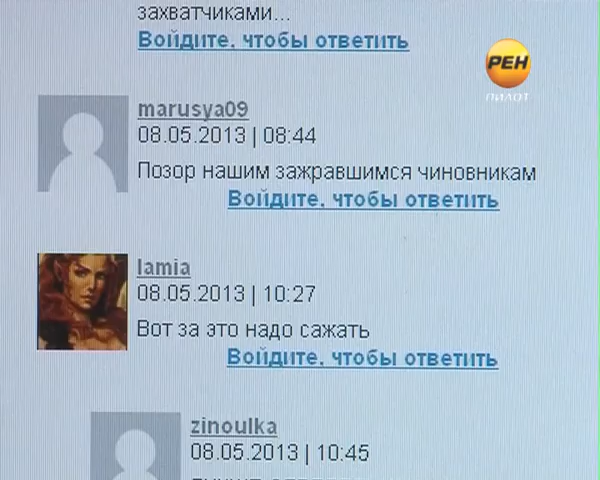 захватчиками...
Войдите, чтобы ответить
РЕН
ПИЛОТ
marusya09
08.05.2013 | 08:44
Позор нашим зажравшимся чиновникам
Войдите, чтобы ответить
lamia
08.05.2013 | 10:27
Вот за это надо сажать
Войдите, чтобы ответить
zinoulka
08.05.2013 | 10:45